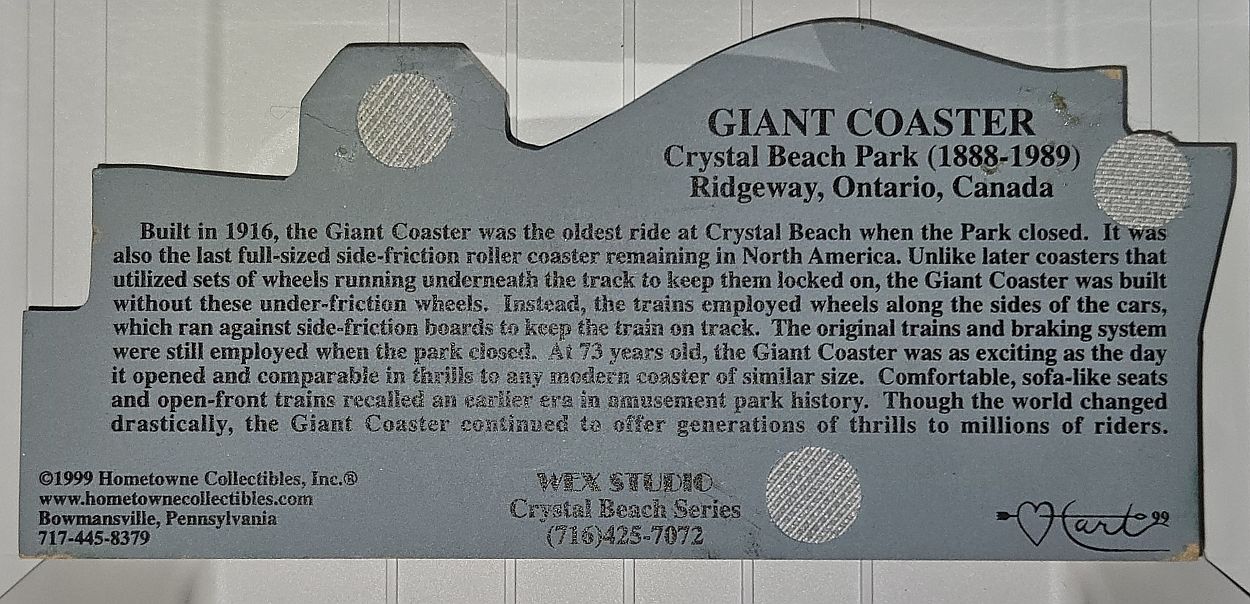 GIANT COASTER
Crystal Beach Park (1888-1989)
Ridgeway, Ontario, Canada
Built in 1916, the Giant Coaster was the oldest ride at Crystal Beach when the Park closed. It was
also the last full-sized side-friction roller coaster remaining in North America. Unlike later coasters that
utilized sets of wheels running underneath the track to keep them locked on, the Giant Coaster was built
without these under-friction wheels. Instead, the trains employed wheels along the sides of the cars,
which ran against side-friction boards to keep the train on track. The original trains and braking system
were still employed when the park closed. At 73 years old, the Giant Coaster was as exciting as the day
it opened and comparable in thrills to any modern coaster of similar size. Comfortable, sofa-like seats
and open-front trains recalled an earlier era in amusement park history. Though the world changed
drastically, the Giant Coaster continued to offer generations of thrills to millions of riders.
©1999 Hometowne Collectibles, Inc.®
www.hometownecollectibles.com
Bowmansville, Pennsylvania
717-445-8379
WEX STUDIO
Crystal Beach Series
(716)425-7072
Hart 99